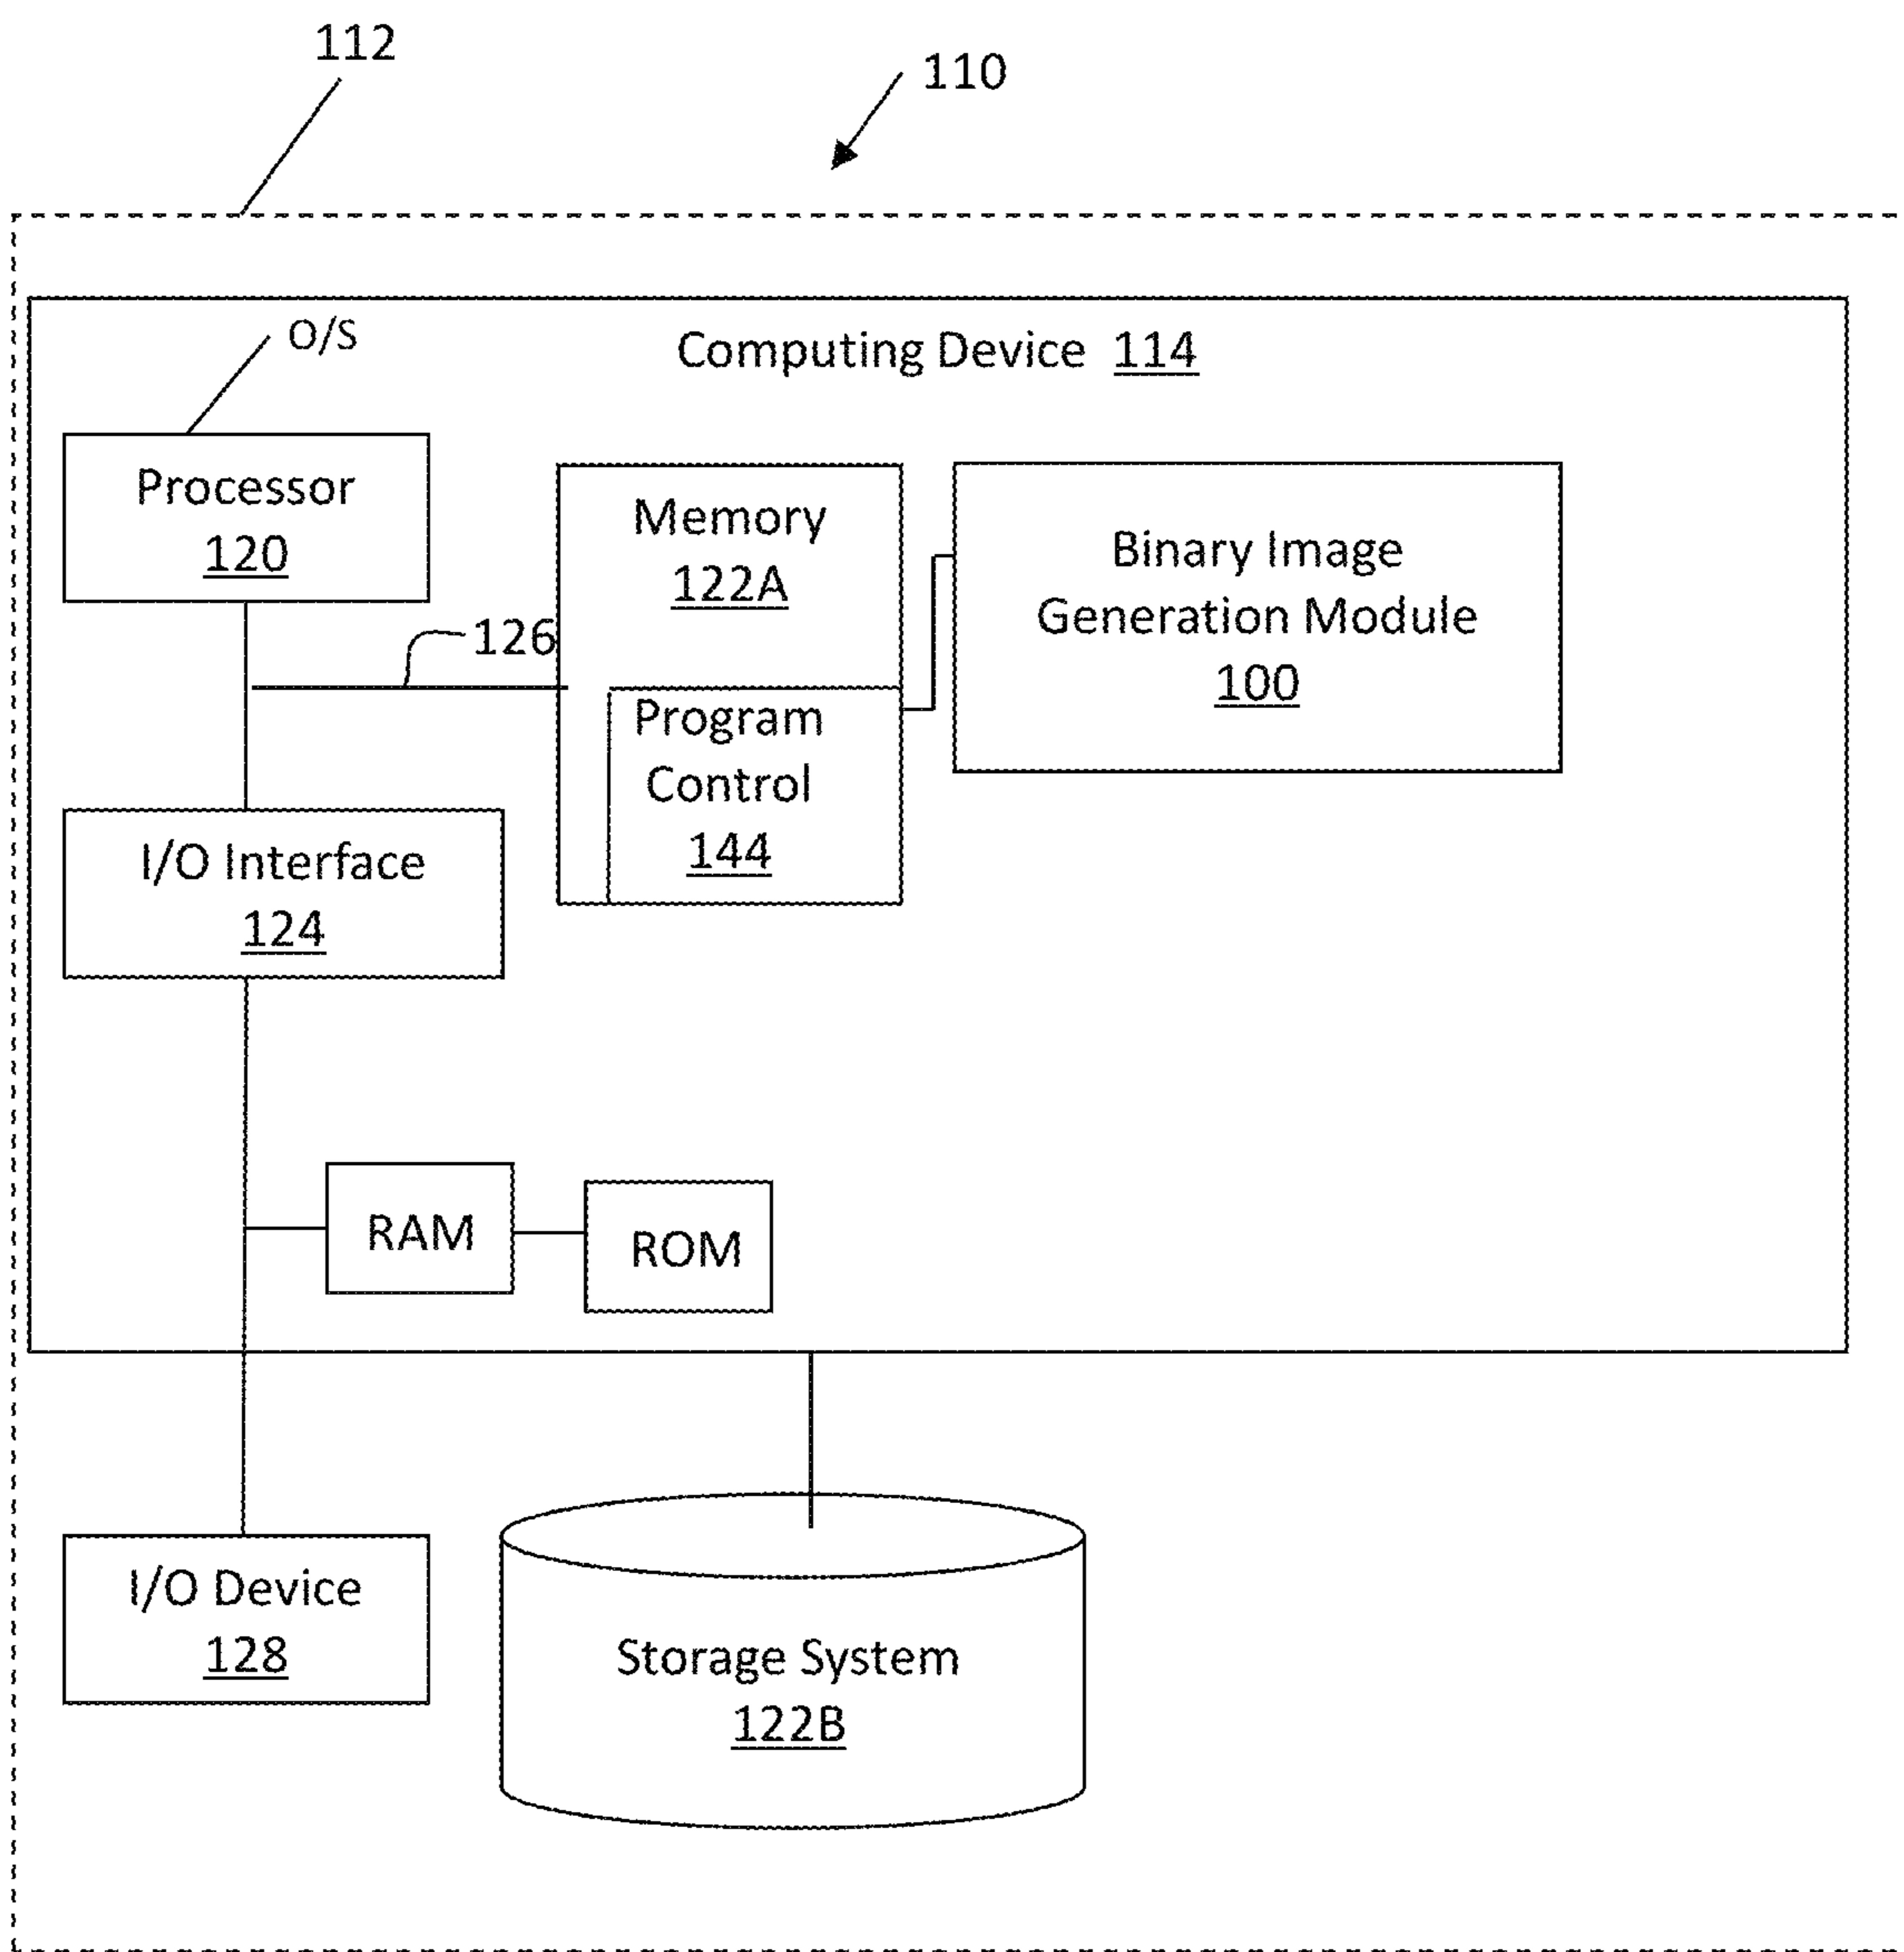 112
110
O/S
Computing Device 114
Processor
120
Memory
122A
Binary Image
Generation Module
100
126
Program
Control
144
I/O Interface
124
RAM
ROM
I/O Device
128
Storage System
122B